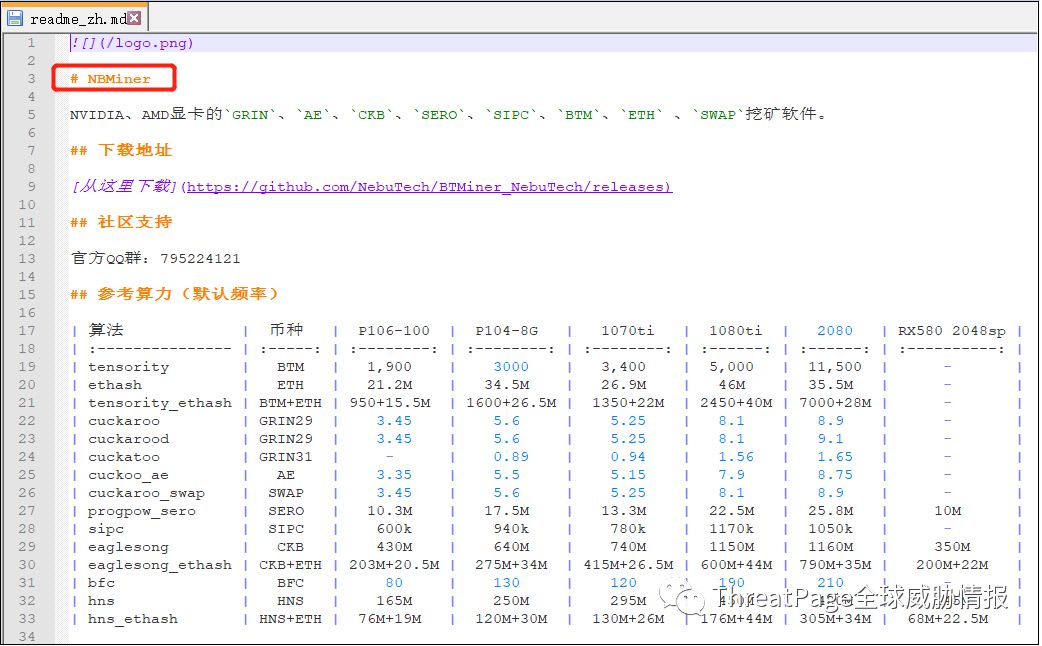 readme_zh.md
1 ![](/logo.png)
2
3 # NBMiner
4
5 NVIDIA、AMD显卡的`GRIN`、`AE`、`CKB`、`SERO`、`SIPC`、`BTM`、`ETH` 、`SWAP`挖矿软件。
6
7 ## 下载地址
8
9 [从这里下载](https://github.com/NebuTech/BTMiner_NebuTech/releases)
10
11 ## 社区支持
12
13 官方QQ群: 795224121
14
15 ## 参考算力（默认频率）
16
17 | 算法 | 币种 | P106-100 | P104-8G | 1070ti | 1080ti | 2080 | RX580 2048sp |
18 | :--------------- | :-----: | :--------: | :--------: | :--------: | :------: | :------: | :----------: |
19 | tensority | BTM | 1,900 | 3000 | 3,400 | 5,000 | 11,500 | - |
20 | ethash | ETH | 21.2M | 34.5M | 26.9M | 46M | 35.5M | - |
21 | tensority_ethash | BTM+ETH | 950+15.5M | 1600+26.5M | 1350+22M | 2450+40M | 7000+28M | - |
22 | cuckaroo | GRIN29 | 3.45 | 5.6 | 5.25 | 8.1 | 8.9 | - |
23 | cuckarood | GRIN29 | 3.45 | 5.6 | 5.25 | 8.1 | 9.1 | - |
24 | cuckatoo | GRIN31 | - | 0.89 | 0.94 | 1.56 | 1.65 | - |
25 | cuckoo_ae | AE | 3.35 | 5.5 | 5.15 | 7.9 | 8.75 | - |
26 | cuckaroo_swap | SWAP | 3.45 | 5.6 | 5.25 | 8.1 | 8.9 | - |
27 | progpow_sero | SERO | 10.3M | 17.5M | 13.3M | 22.5M | 25.8M | 10M |
28 | sipc | SIPC | 600k | 940k | 780k | 1170k | 1050k | - |
29 | eaglesong | CKB | 430M | 640M | 740M | 1150M | 1160M | 350M |
30 | eaglesong_ethash | CKB+ETH | 203M+20.5M | 275M+34M | 415M+26.5M | 600M+44M | 790M+35M | 200M+22M |
31 | bfc | BFC | 80 | 130 | 120 | 190 | 210 | - |
32 | hns | HNS | 165M | 250M | 295M | | | |
33 | hns_ethash | HNS+ETH | 76M+19M | 120M+30M | 130M+26M | 176M+44M | 305M+34M | 68M+22.5M |
34
ThreatPage全球威胁情报